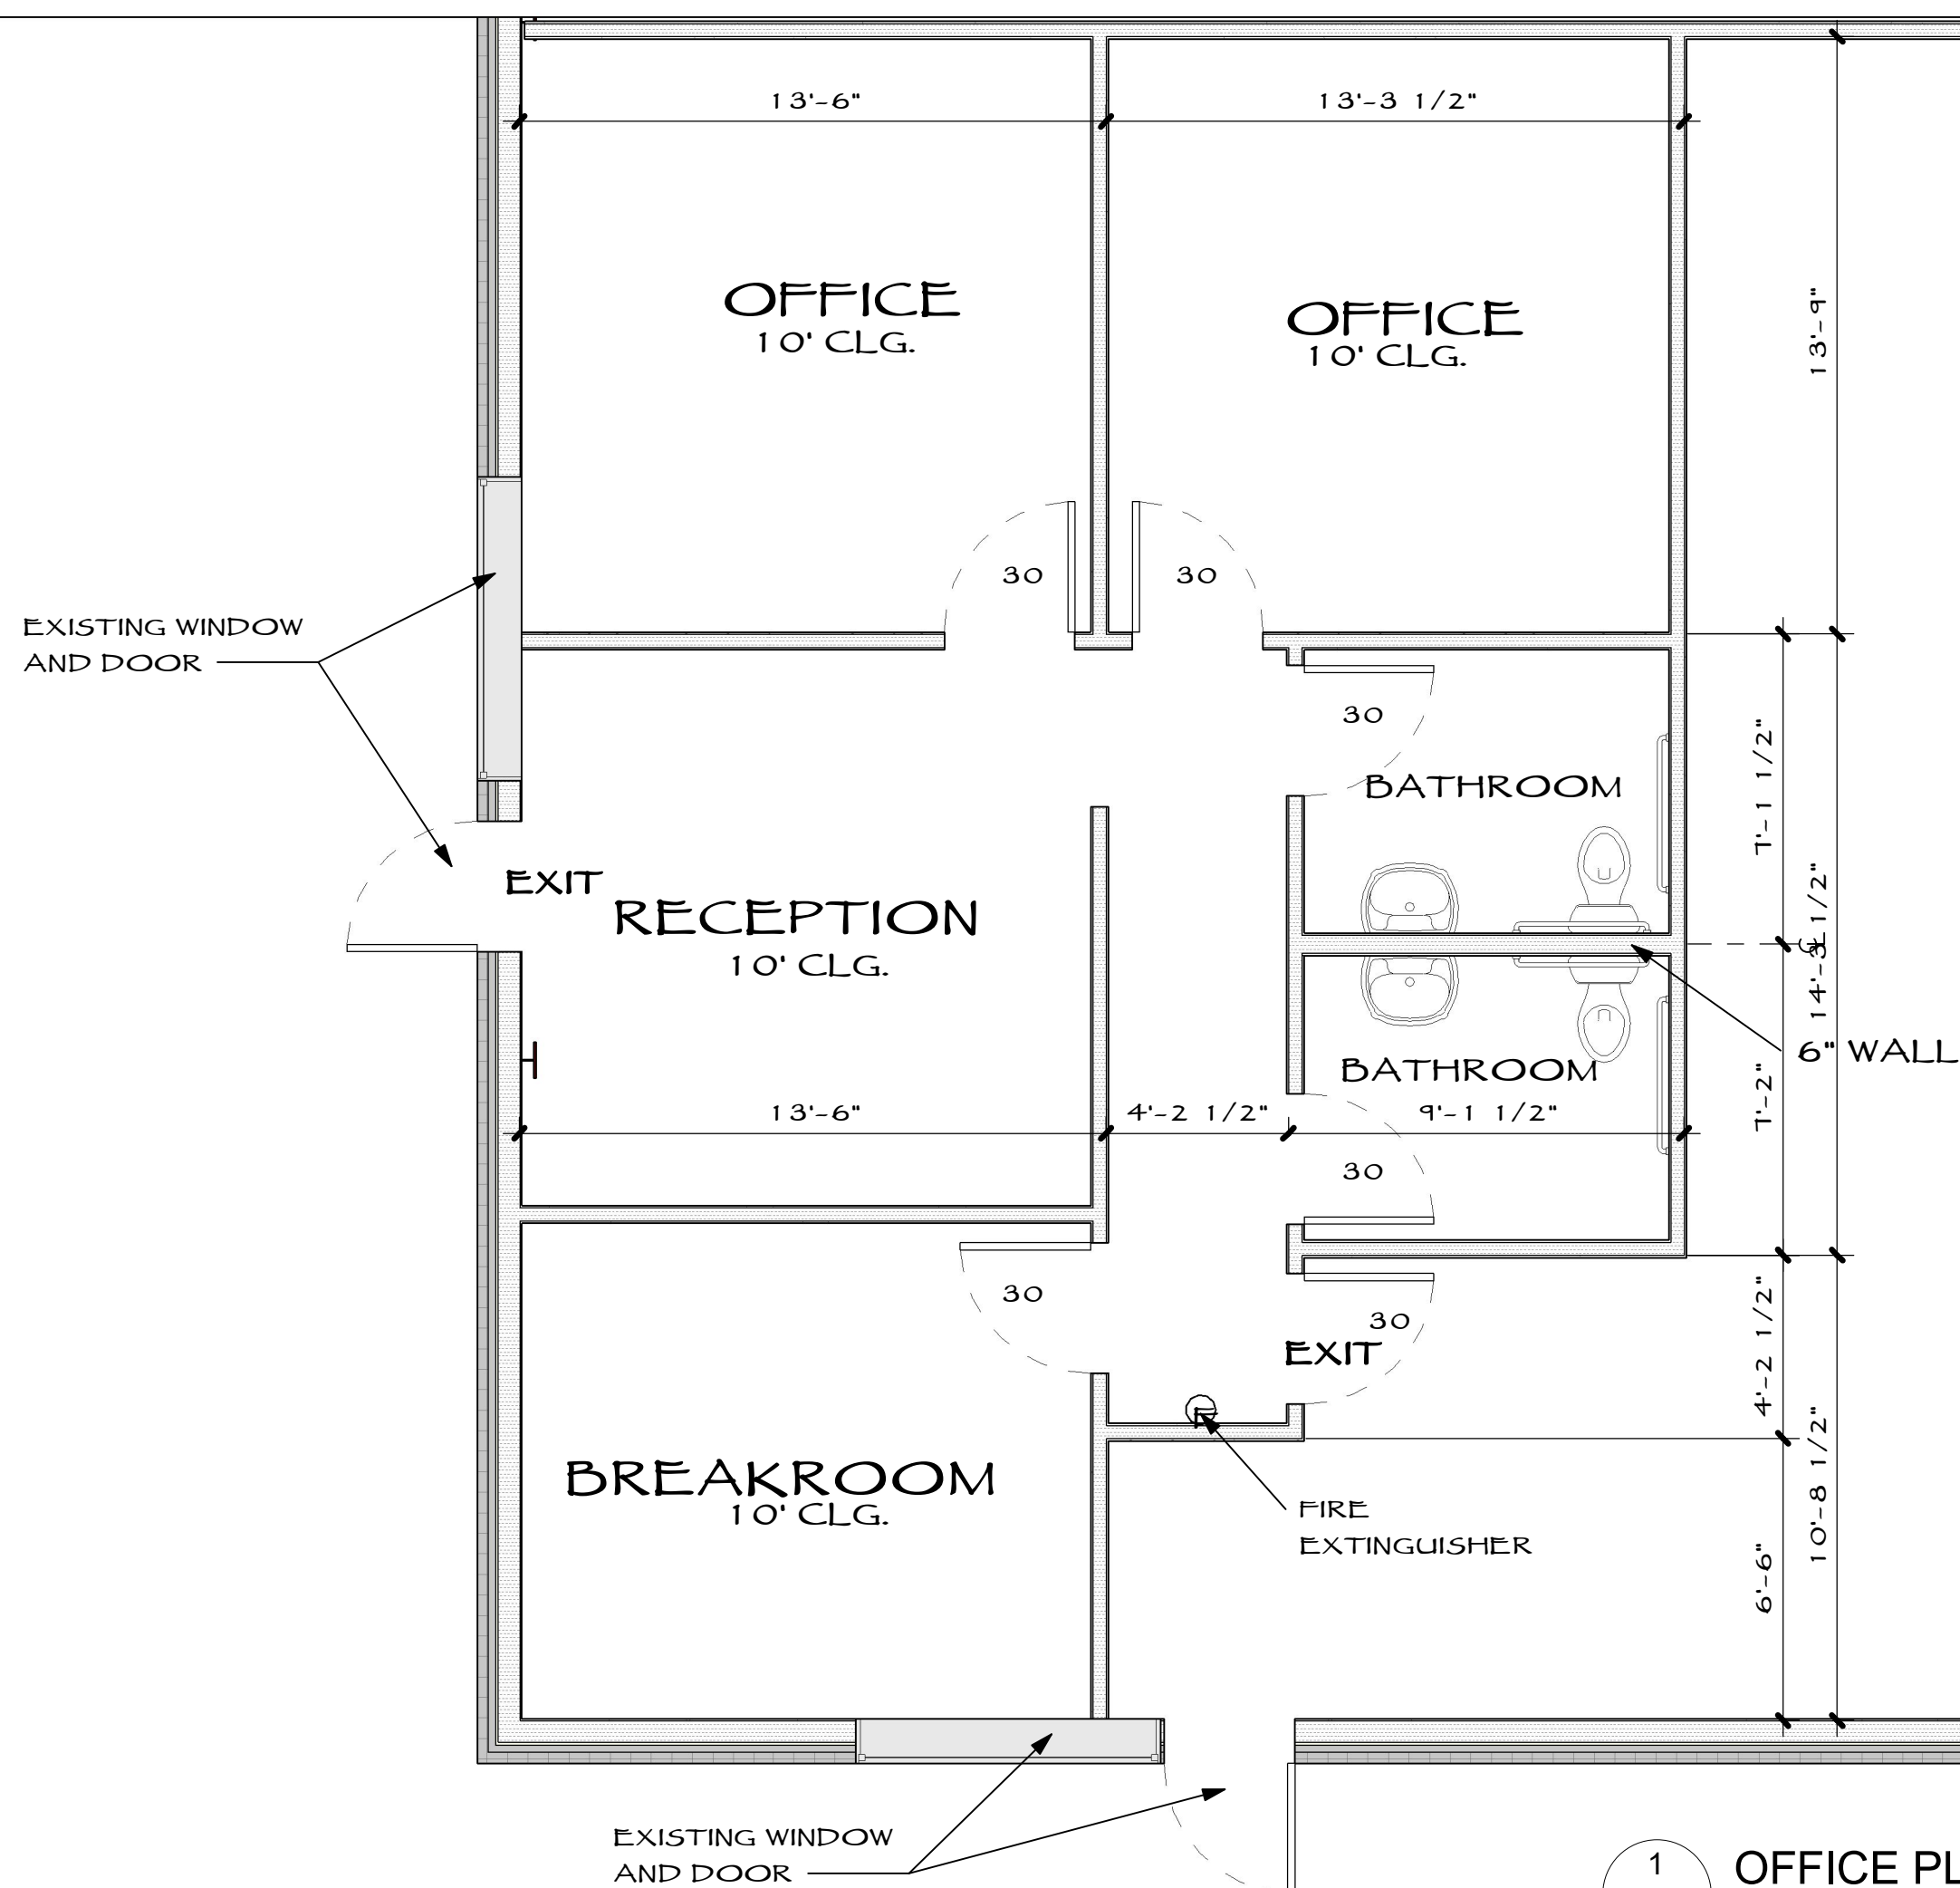 13'-6"
13'-3 1/2"
OFFICE
10' CLG.
OFFICE
10' CLG.
13'-9"
30
30
EXISTING WINDOW
AND DOOR
30
7'-1 1/2"
BATHROOM
EXIT
RECEPTION
10' CLG.
14'-3 1/2"
6" WALL
BATHROOM
7'-2"
13'-6"
4'-2 1/2"
9'-1 1/2"
30
30
30
EXIT
4'-2 1/2"
BREAKROOM
10' CLG.
FIRE
EXTINGUISHER
10'-8 1/2"
6'-6"
EXISTING WINDOW
AND DOOR
1
OFFICE PL